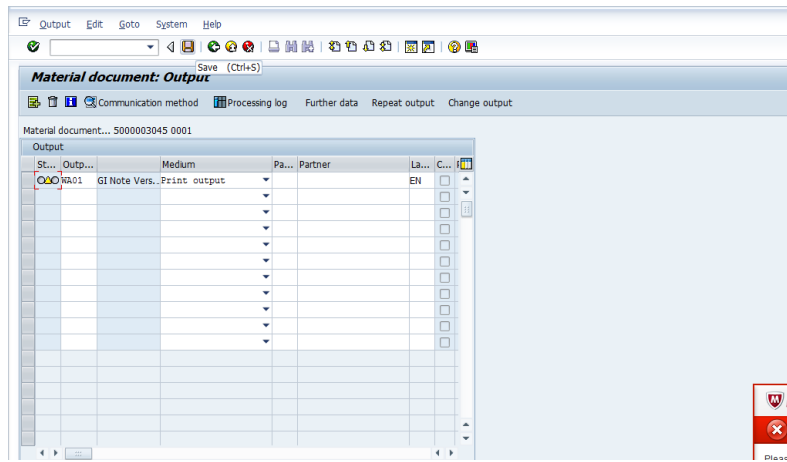 Output Edit Goto System Help
Save (Ctrl+S)
Material document: Output
Communication method Processing log Further data Repeat output Change output
Material document... 5000003045 0001
Output
St... Outp... Medium Pa... Partner La... C...
WA01 GI Note Vers.. Print output EN
Pleas